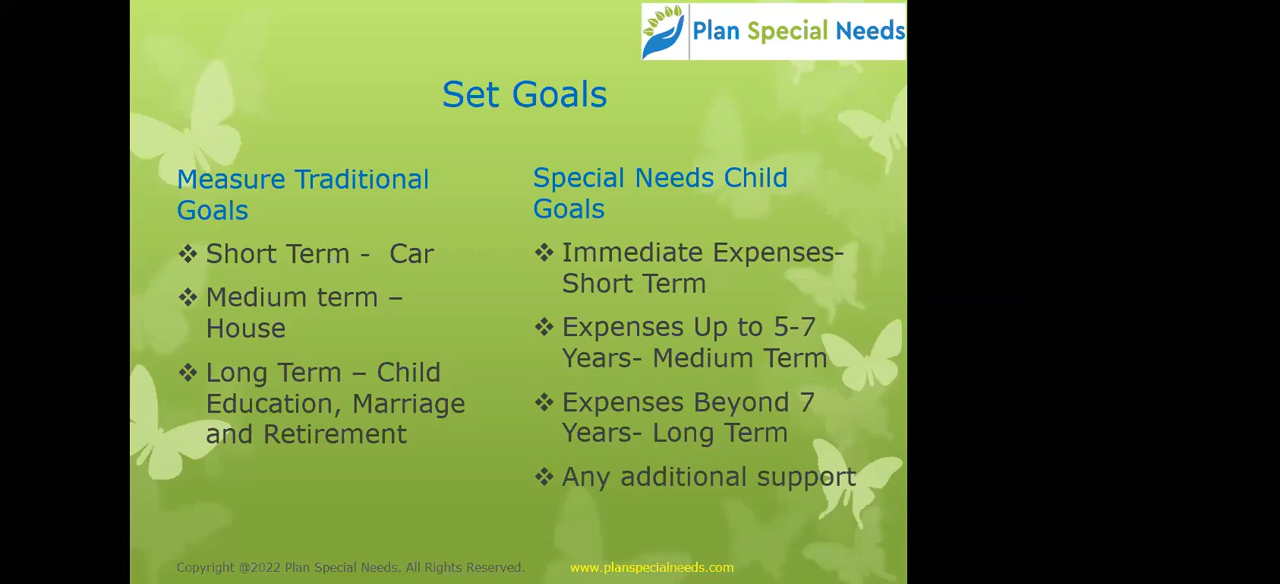 Plan Special Needs
Set Goals
Measure Traditional
Goals
❖ Short Term -  Car
❖ Medium term –
House
❖ Long Term – Child
Education, Marriage
and Retirement
Special Needs Child
Goals
❖ Immediate Expenses-
Short Term
❖ Expenses Up to 5-7
Years- Medium Term
❖ Expenses Beyond 7
Years- Long Term
❖ Any additional support
Copyright @2022 Plan Special Needs. All Rights Reserved.
www.planspecialneeds.com